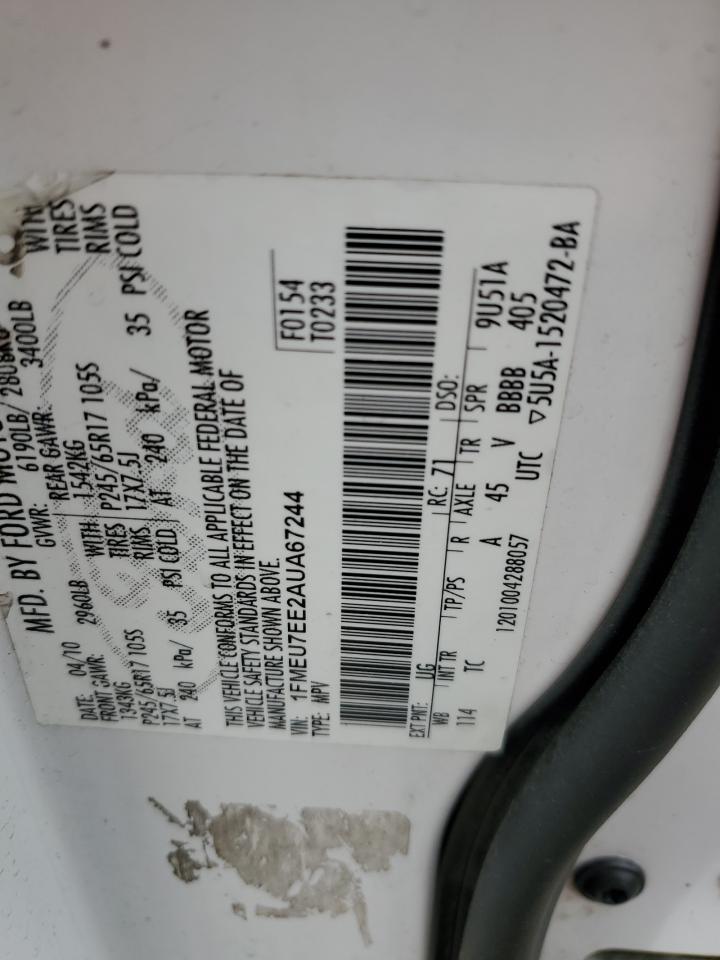 MFD. BY FORD MOTO
DATE: 04/10 GVWR: 6190LB/ 2808KG
FRONT GAWR: 2960LB REAR GAWR: 3400LB
1343KG WITH 1542KG WITH
P245/65R17 105S TIRES P245/65R17 105S TIRES
17X7.5J RIMS 17X7.5J RIMS
AT 240 kPa/ 35 PSI COLD AT 240 kPa/ 35 PSI COLD
THIS VEHICLE CONFORMS TO ALL APPLICABLE FEDERAL MOTOR
VEHICLE SAFETY STANDARDS IN EFFECT ON THE DATE OF
MANUFACTURE SHOWN ABOVE.
VIN: 1FMEU7EE2AUA67244 F0154
TYPE: MPV T0233
EXT PNT: UG RC: 71 DSO:
WB INT TR TP/PS R AXLE TR SPR 9U51A
114 TC A 45 V BBBB 405
1201004288057 UTC ▽5U5A-1520472-BA